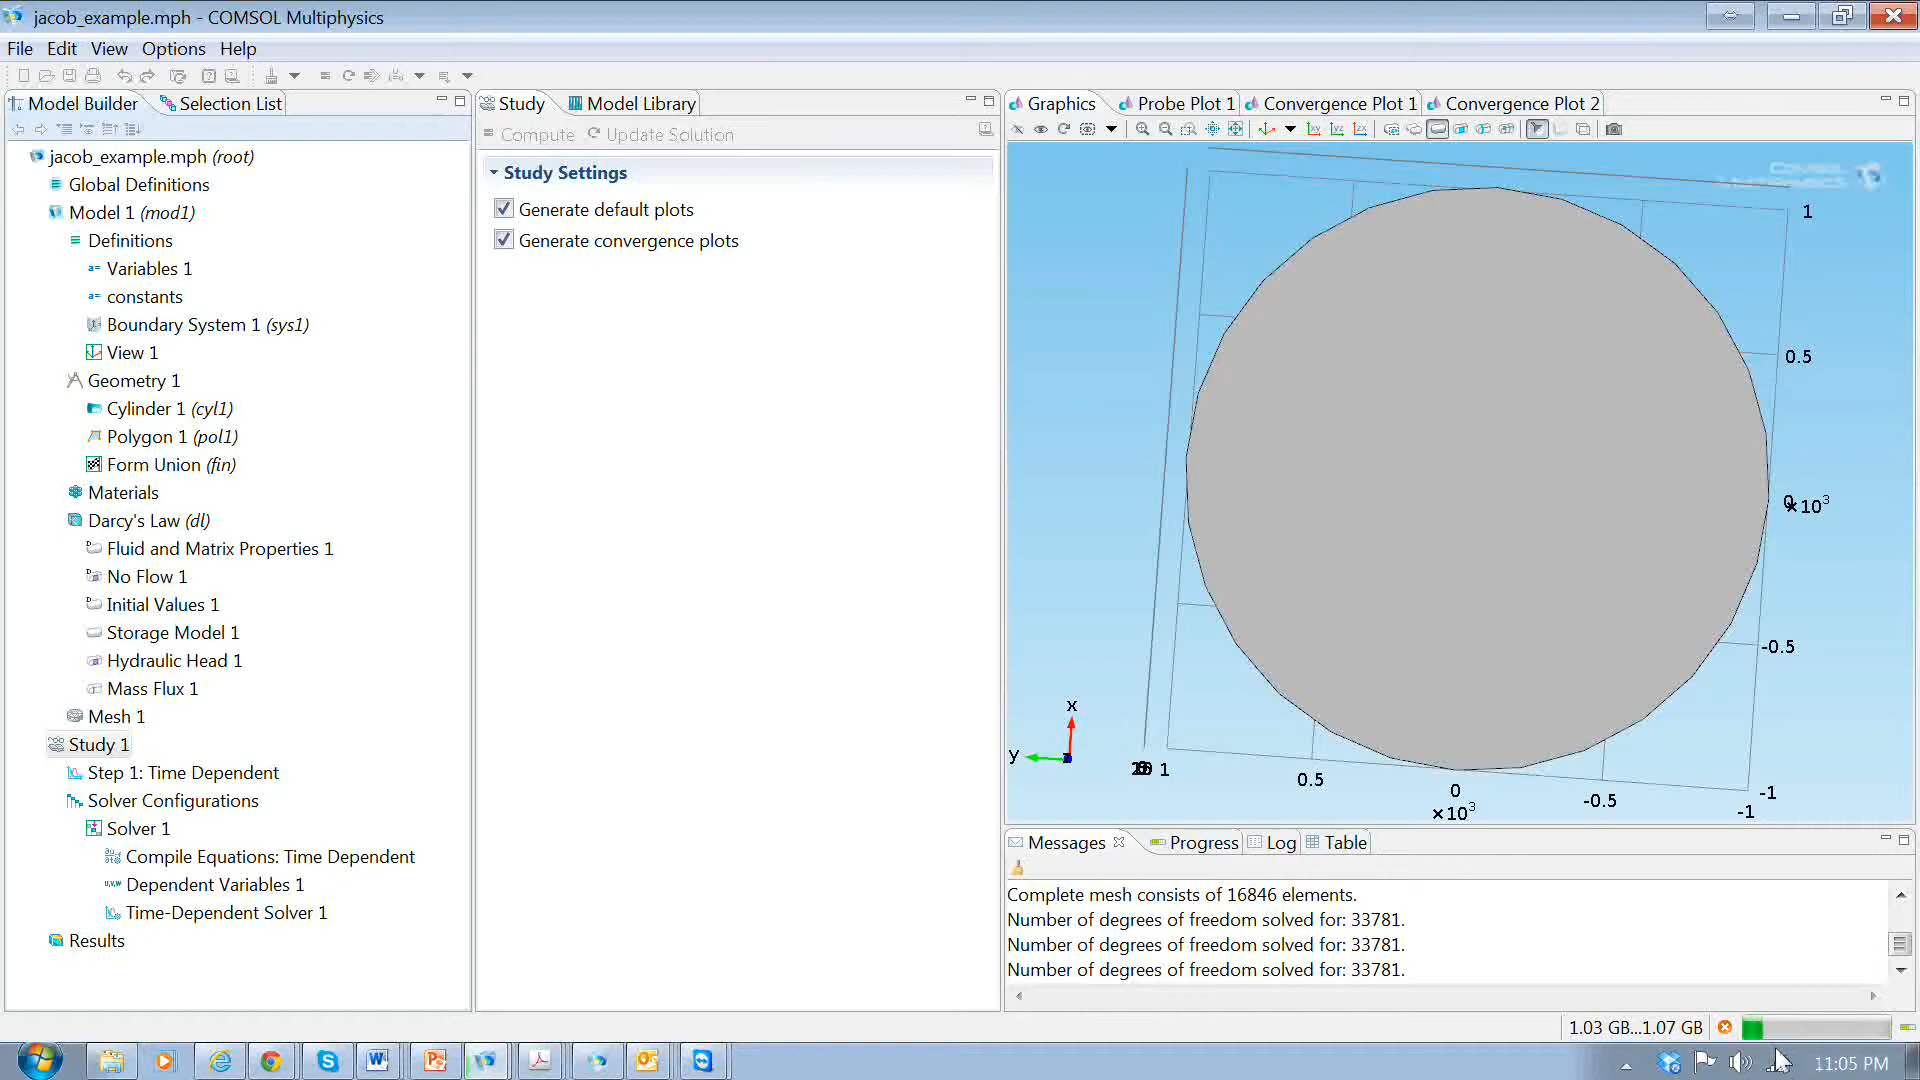 jacob_example.mph - COMSOL Multiphysics
File Edit View Options Help
Model Builder Selection List
jacob_example.mph (root)
Global Definitions
Model 1 (mod1)
Definitions
a= Variables 1
a= constants
Boundary System 1 (sys1)
View 1
Geometry 1
Cylinder 1 (cyl1)
Polygon 1 (pol1)
Form Union (fin)
Materials
Darcy's Law (dl)
Fluid and Matrix Properties 1
No Flow 1
Initial Values 1
Storage Model 1
Hydraulic Head 1
Mass Flux 1
Mesh 1
Study 1
Step 1: Time Dependent
Solver Configurations
Solver 1
Compile Equations: Time Dependent
Dependent Variables 1
Time-Dependent Solver 1
Results
Study Model Library
= Compute Update Solution
Study Settings
Generate default plots
Generate convergence plots
Graphics Probe Plot 1 Convergence Plot 1 Convergence Plot 2
COMSOL
MULTIPHYSICS
1
0.5
0
×10³
-0.5
-1
x
y
1
0.5
0
×10³
-0.5
-1
Messages Progress Log Table
Complete mesh consists of 16846 elements.
Number of degrees of freedom solved for: 33781.
Number of degrees of freedom solved for: 33781.
Number of degrees of freedom solved for: 33781.
1.03 GB...1.07 GB
11:05 PM